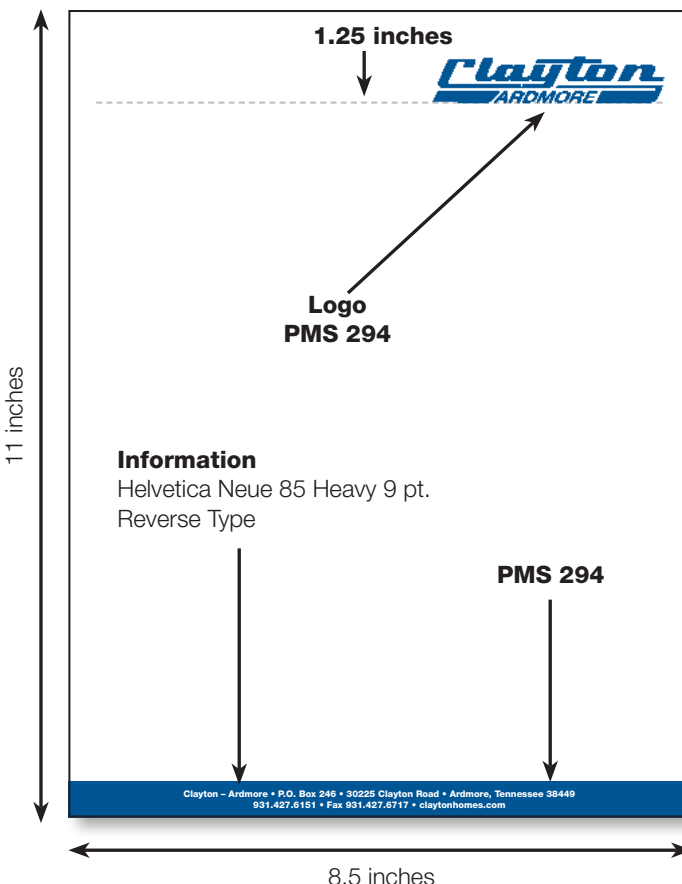 1.25 inches
Clayton
ARDMORE
Logo
PMS 294
11 inches
Information
Helvetica Neue 85 Heavy 9 pt.
Reverse Type
PMS 294
Clayton – Ardmore • P.O. Box 246 • 30225 Clayton Road • Ardmore, Tennessee 38449
931.427.6151 • Fax 931.427.6717 • claytonhomes.com
8.5 inches